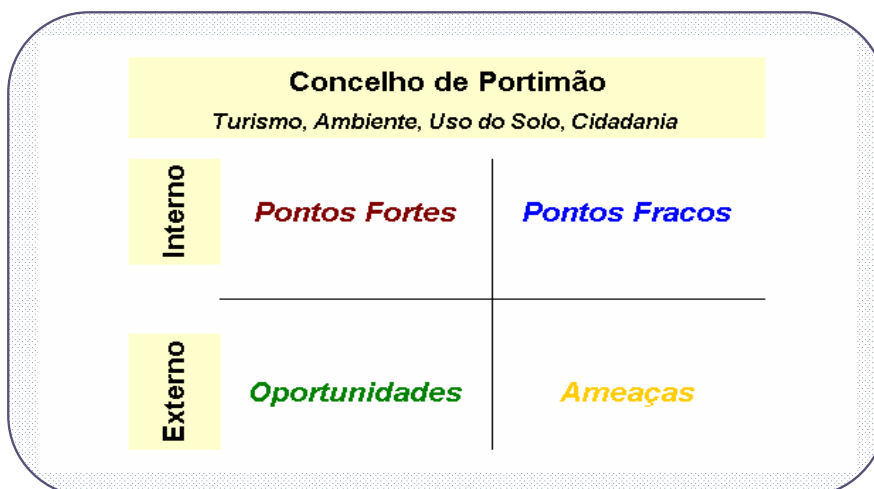 Concelho de Portimão
Turismo, Ambiente, Uso do Solo, Cidadania
Interno
Pontos Fortes
Pontos Fracos
Externo
Oportunidades
Ameaças